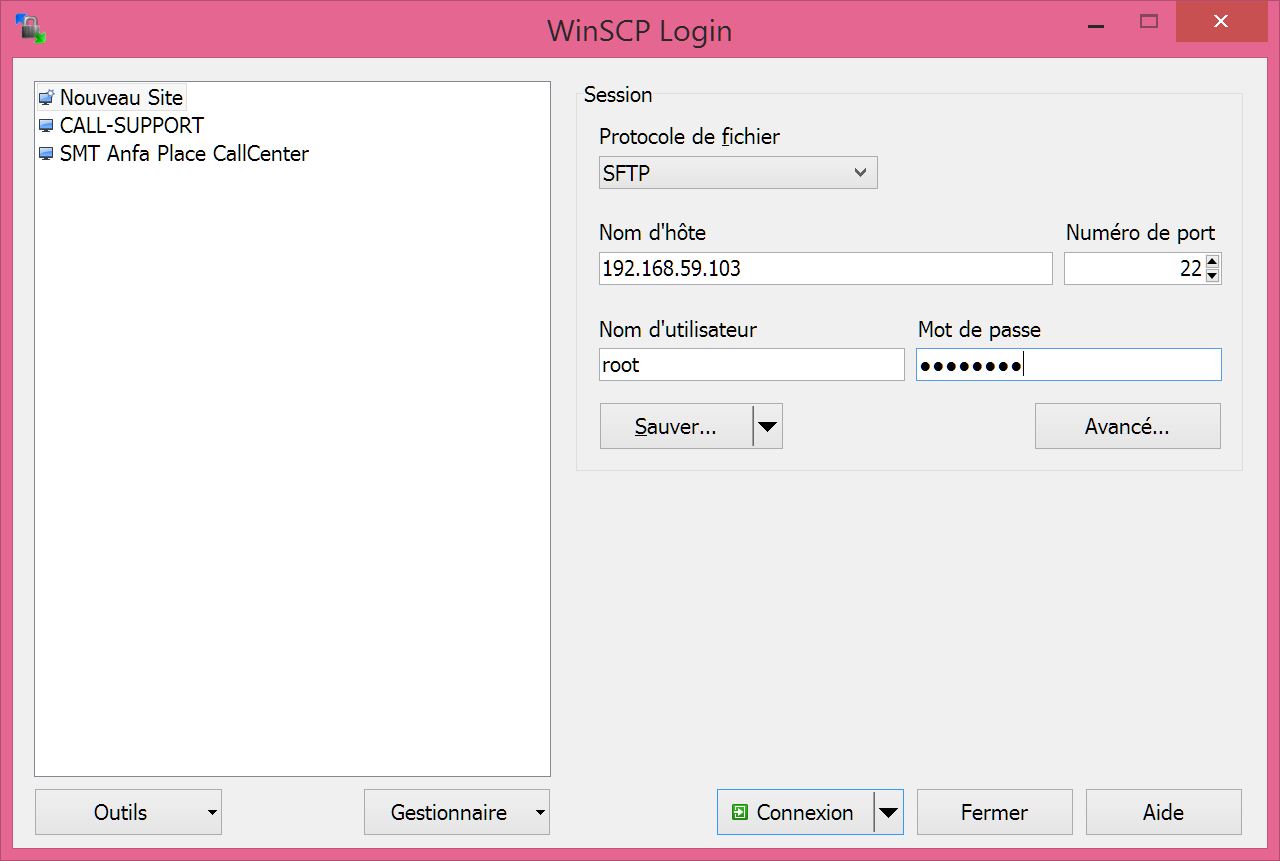 WinSCP Login
Nouveau Site
CALL-SUPPORT
SMT Anfa Place CallCenter
Session
Protocole de fichier
SFTP
Nom d'hôte
Numéro de port
192.168.59.103
22
Nom d'utilisateur
Mot de passe
root
••••••••
Sauver...
Avancé...
Outils
Gestionnaire
Connexion
Fermer
Aide